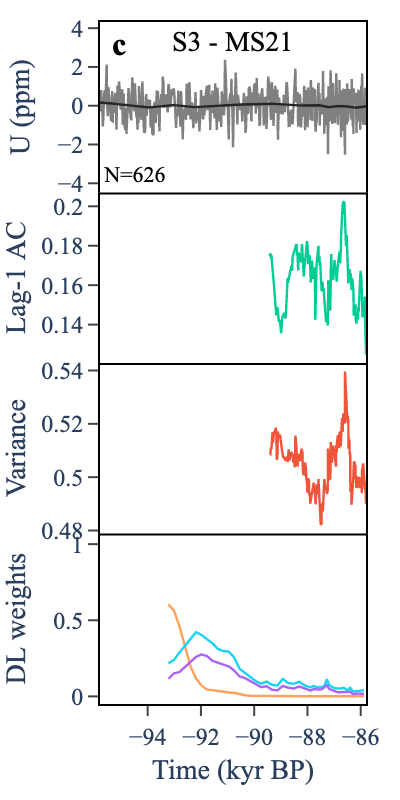 c S3 - MS21
U (ppm)
4
2
0
−2
−4
N=626
Lag-1 AC
0.2
0.18
0.16
0.14
Variance
0.54
0.52
0.5
0.48
DL weights
1
0.5
0
−94 −92 −90 −88 −86
Time (kyr BP)